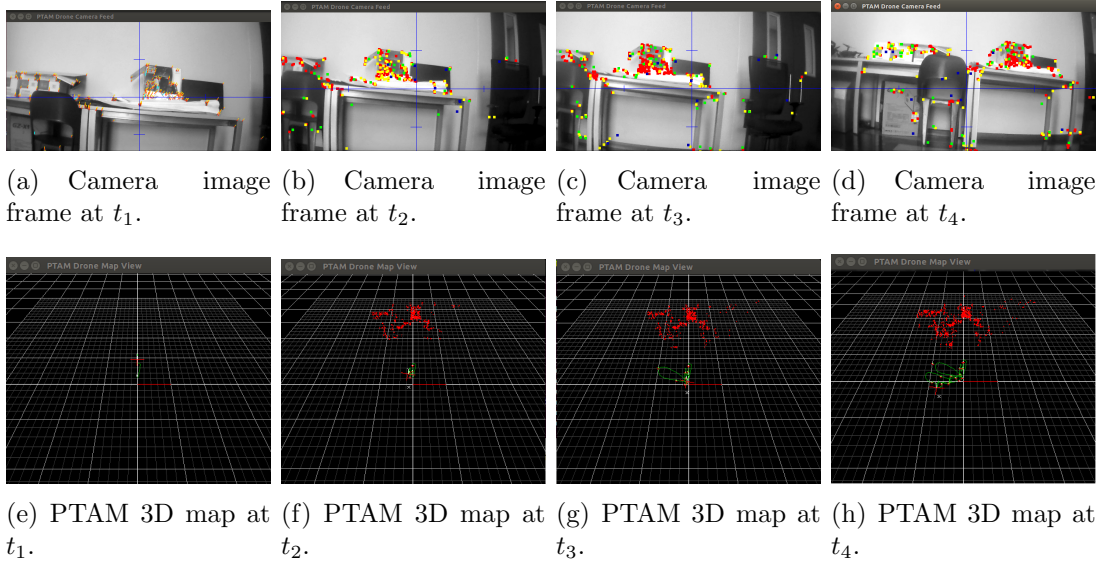 PTAM Drone Camera Feed
PTAM Drone Camera Feed
PTAM Drone Camera Feed
PTAM Drone Camera Feed
(a) Camera image
frame at t₁.
(b) Camera image
frame at t₂.
(c) Camera image
frame at t₃.
(d) Camera image
frame at t₄.
PTAM Drone Map View
PTAM Drone Map View
PTAM Drone Map View
PTAM Drone Map View
(e) PTAM 3D map at
t₁.
(f) PTAM 3D map at
t₂.
(g) PTAM 3D map at
t₃.
(h) PTAM 3D map at
t₄.